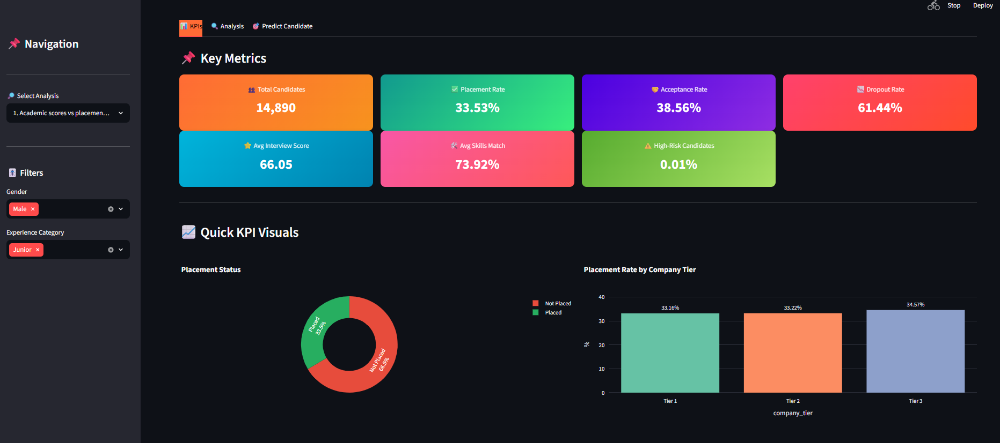 Stop Deploy
Navigation
Select Analysis
1. Academic scores vs placemen...
Filters
Gender
Male ×
Experience Category
Junior ×
KPIs Analysis Predict Candidate
Key Metrics
Total Candidates
14,890
Placement Rate
33.53%
Acceptance Rate
38.56%
Dropout Rate
61.44%
Avg Interview Score
66.05
Avg Skills Match
73.92%
High-Risk Candidates
0.01%
Quick KPI Visuals
Placement Status
Placed
33.5%
Not Placed
66.5%
Not Placed
Placed
Placement Rate by Company Tier
%
40
30
20
10
0
33.16%
33.22%
34.57%
Tier 1
Tier 2
Tier 3
company_tier